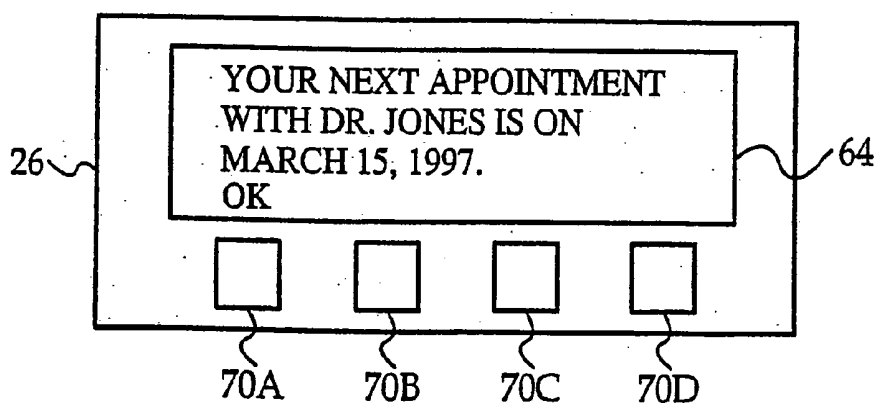 YOUR NEXT APPOINTMENT
WITH DR. JONES IS ON
MARCH 15, 1997.
OK
26
64
70A 70B 70C 70D